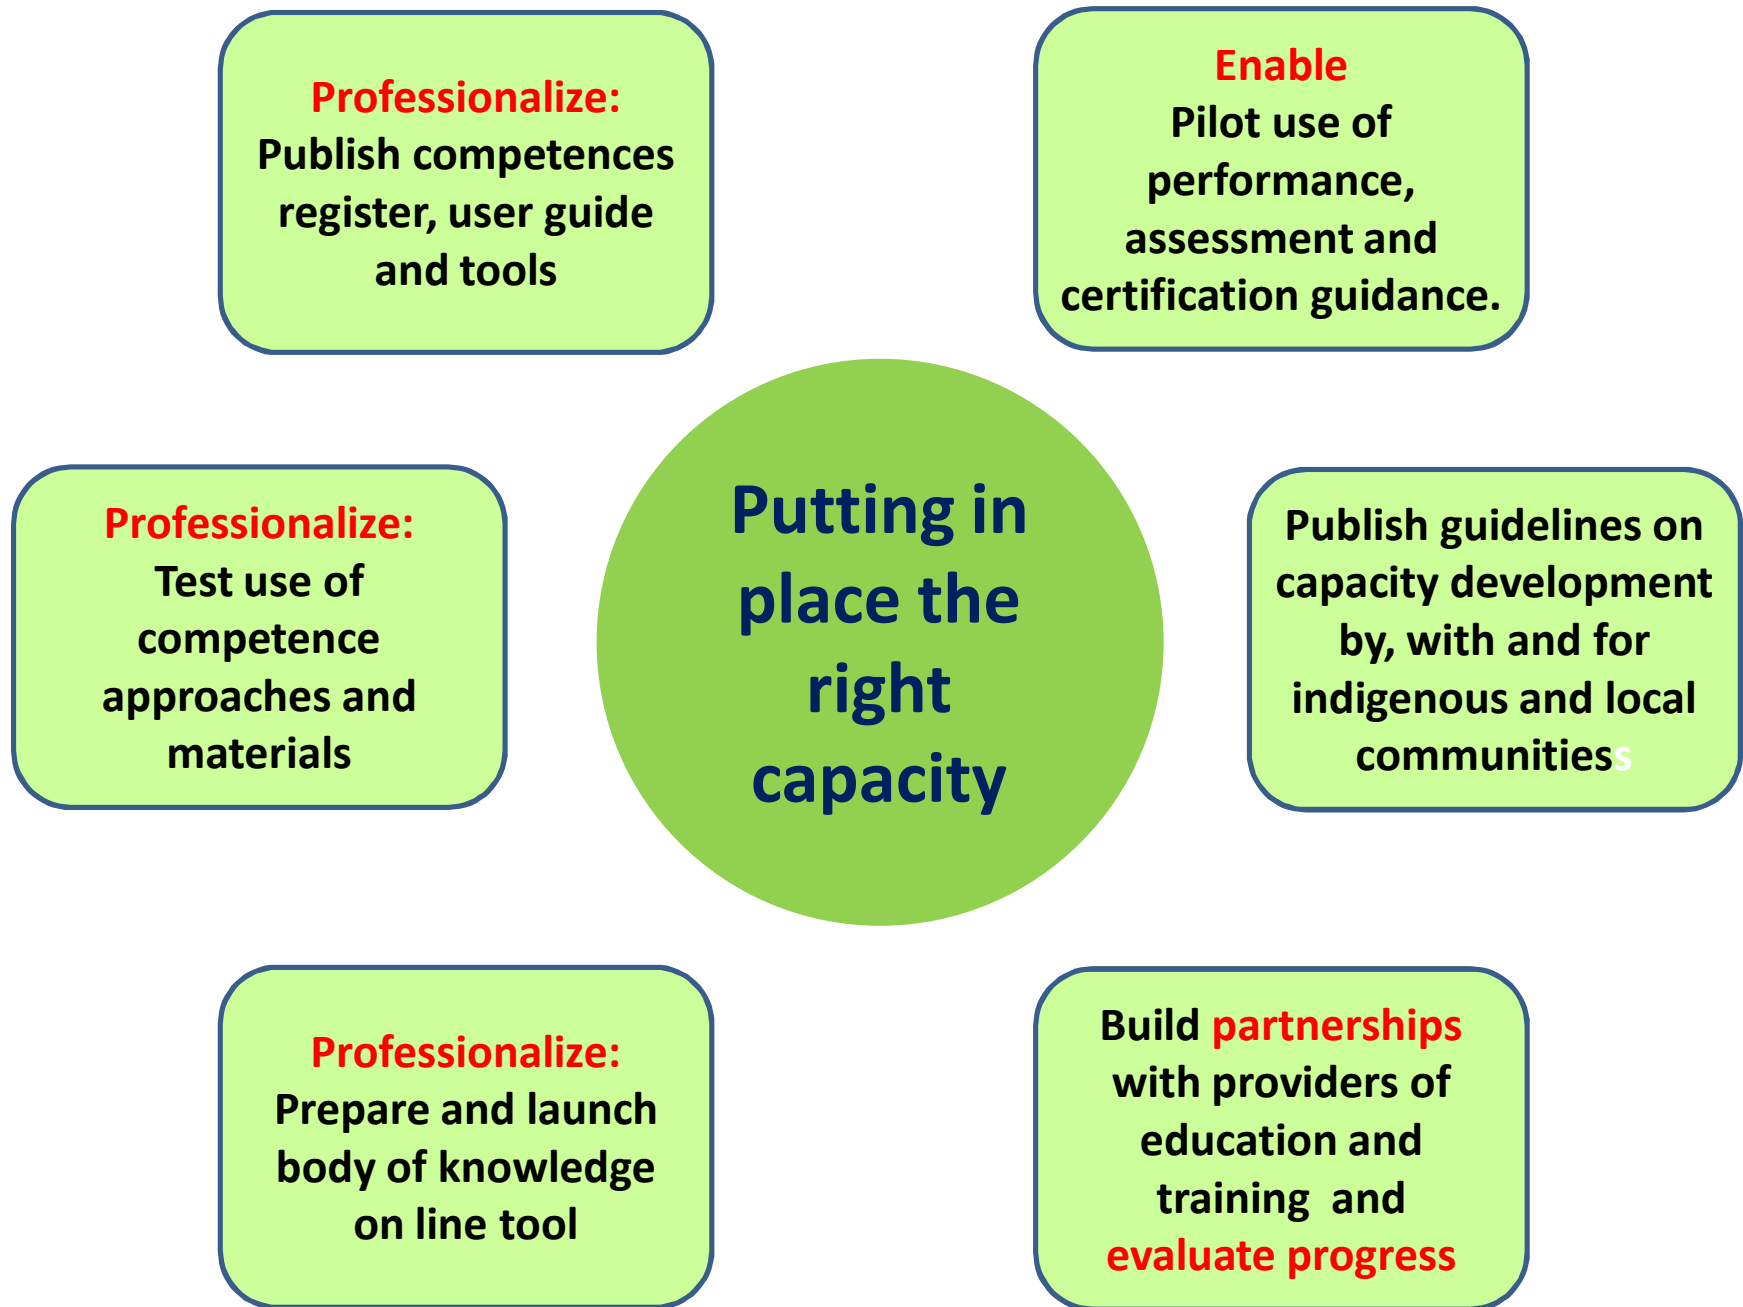 Professionalize:
Publish competences
register, user guide
and tools
Enable
Pilot use of
performance,
assessment and
certification guidance.
Professionalize:
Test use of
competence
approaches and
materials
Putting in
place the
right
capacity
Publish guidelines on
capacity development
by, with and for
indigenous and local
communitiess
Professionalize:
Prepare and launch
body of knowledge
on line tool
Build partnerships
with providers of
education and
training and
evaluate progress